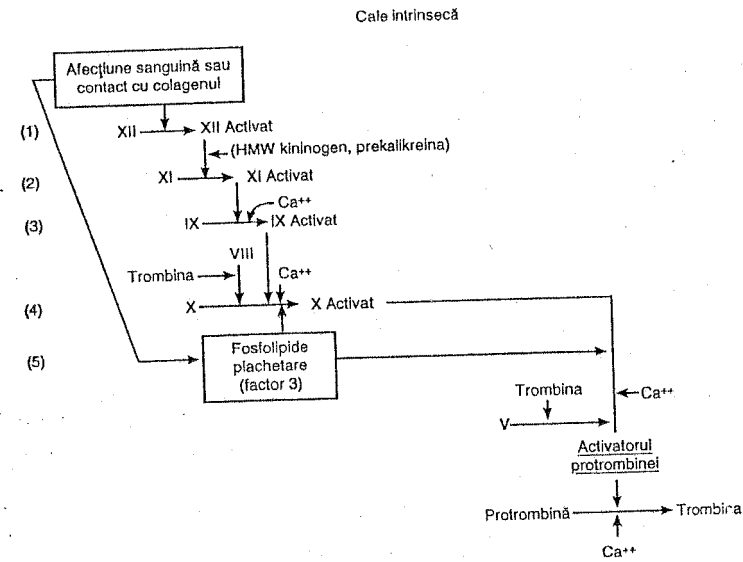 Cale intrinsecă
Afecţiune sanguină sau
contact cu colagenul
(1)
XII
XII Activat
(HMW kininogen, prekalikreina)
(2)
XI
XI Activat
Ca++
(3)
IX
IX Activat
VIII
Trombina
Ca++
(4)
X
X Activat
(5)
Fosfolipide
plachetare
(factor 3)
Trombina
Ca++
V
Activatorul
protrombinei
Protrombină
Trombina
Ca++